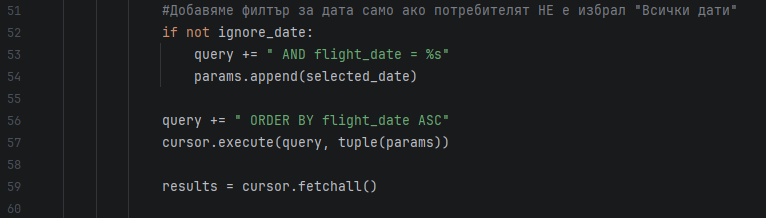 51 #Добавяме филтър за дата само ако потребителят НЕ е избрал "Всички дати"
52 if not ignore_date:
53 query += " AND flight_date = %s"
54 params.append(selected_date)
55
56 query += " ORDER BY flight_date ASC"
57 cursor.execute(query, tuple(params))
58
59 results = cursor.fetchall()
60